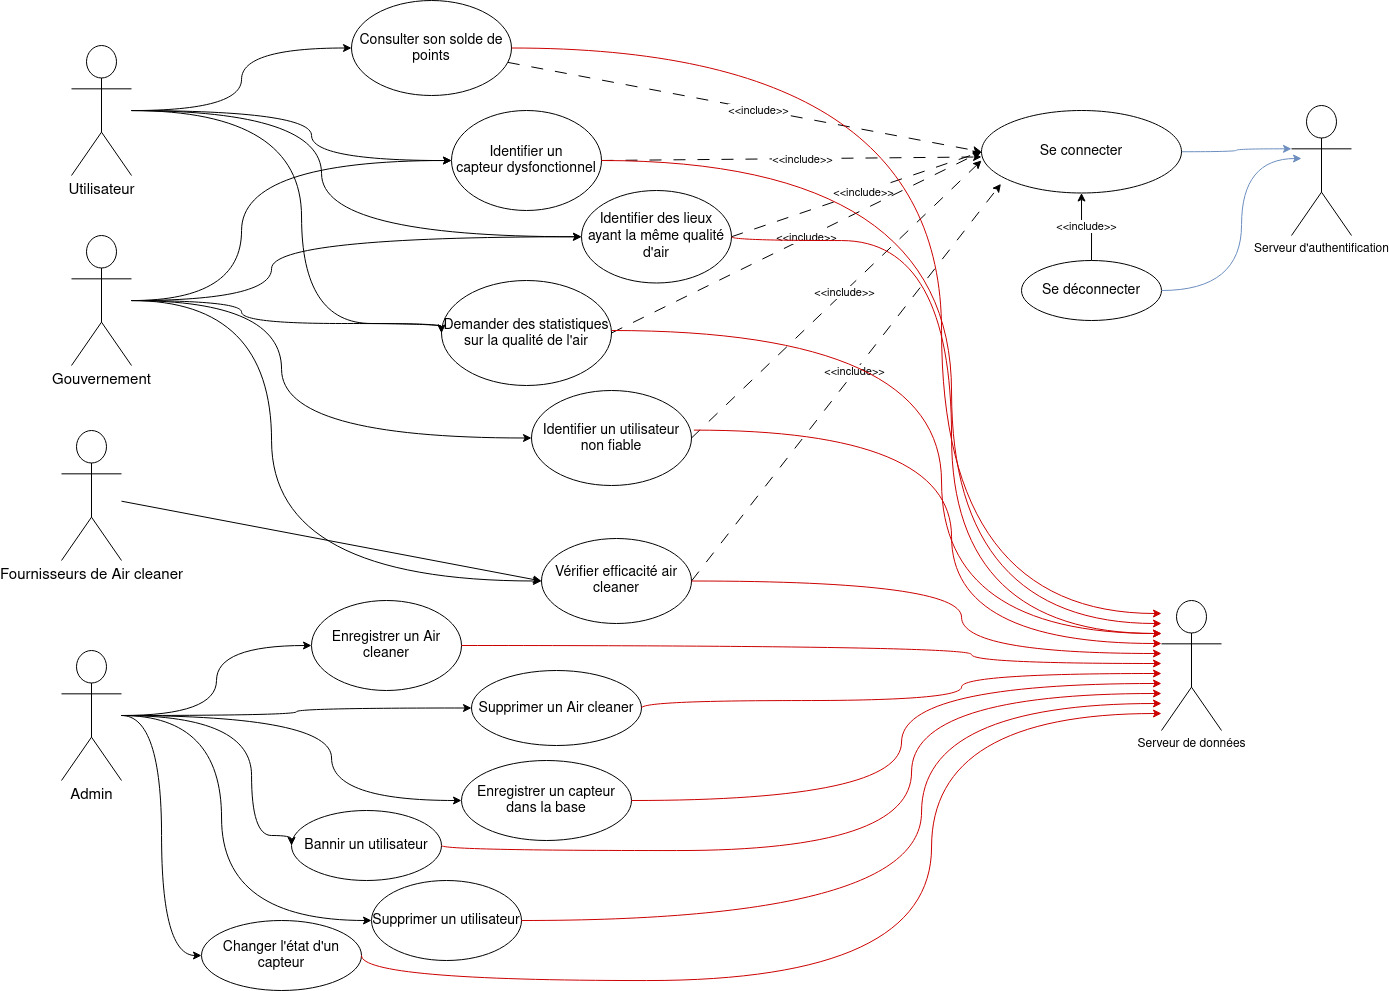 Consulter son solde de
points
<<include>>
Identifier un
capteur dysfonctionnel
<<include>>
Se connecter
Utilisateur
<<include>>
Identifier des lieux
ayant la même qualité
d'air
<<include>>
<<include>>
Serveur d'authentification
Se déconnecter
<<include>>
Demander des statistiques
sur la qualité de l'air
Gouvernement
<<include>>
Identifier un utilisateur
non fiable
Fournisseurs de Air cleaner
Vérifier efficacité air
cleaner
Enregistrer un Air
cleaner
Supprimer un Air cleaner
Serveur de données
Admin
Enregistrer un capteur
dans la base
Bannir un utilisateur
Supprimer un utilisateur
Changer l'état d'un
capteur